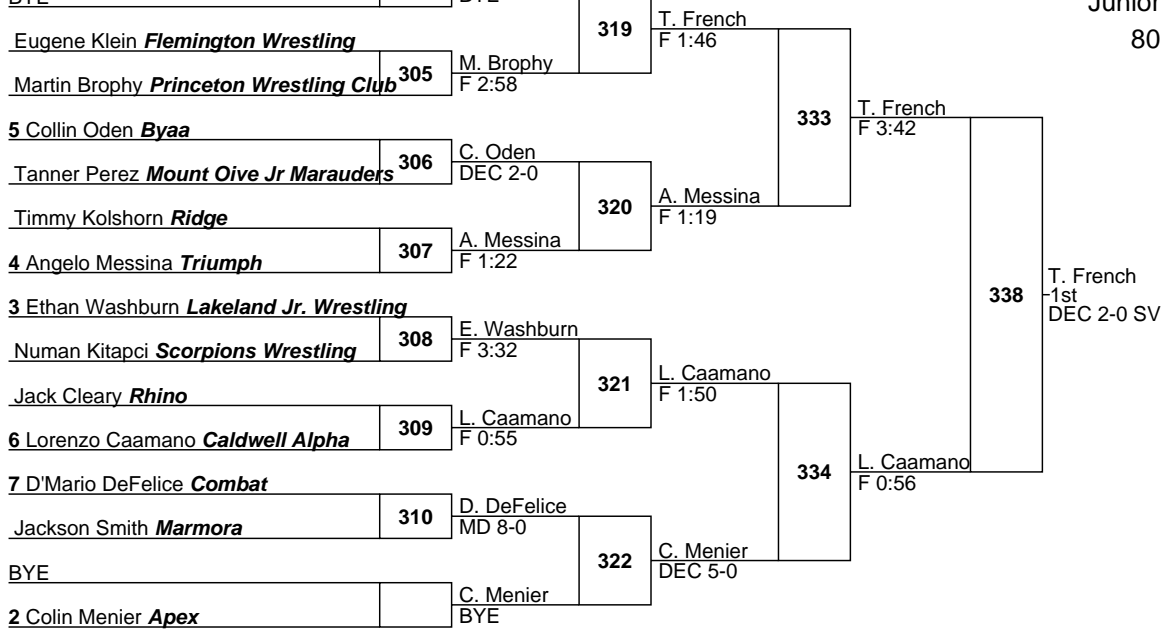 BYE
Eugene Klein Flemington Wrestling
Martin Brophy Princeton Wrestling Club
5 Collin Oden Byaa
Tanner Perez Mount Oive Jr Marauders
Timmy Kolshorn Ridge
4 Angelo Messina Triumph
3 Ethan Washburn Lakeland Jr. Wrestling
Numan Kitapci Scorpions Wrestling
Jack Cleary Rhino
6 Lorenzo Caamano Caldwell Alpha
7 D'Mario DeFelice Combat
Jackson Smith Marmora
BYE
2 Colin Menier Apex
305
306
307
308
309
310
BYE
M. Brophy
F 2:58
C. Oden
DEC 2-0
A. Messina
F 1:22
E. Washburn
F 3:32
L. Caamano
F 0:55
D. DeFelice
MD 8-0
C. Menier
BYE
319
320
321
322
T. French
F 1:46
A. Messina
F 1:19
L. Caamano
F 1:50
C. Menier
DEC 5-0
333
334
T. French
F 3:42
L. Caamano
F 0:56
338
T. French
1st
DEC 2-0 SV
Junior
80